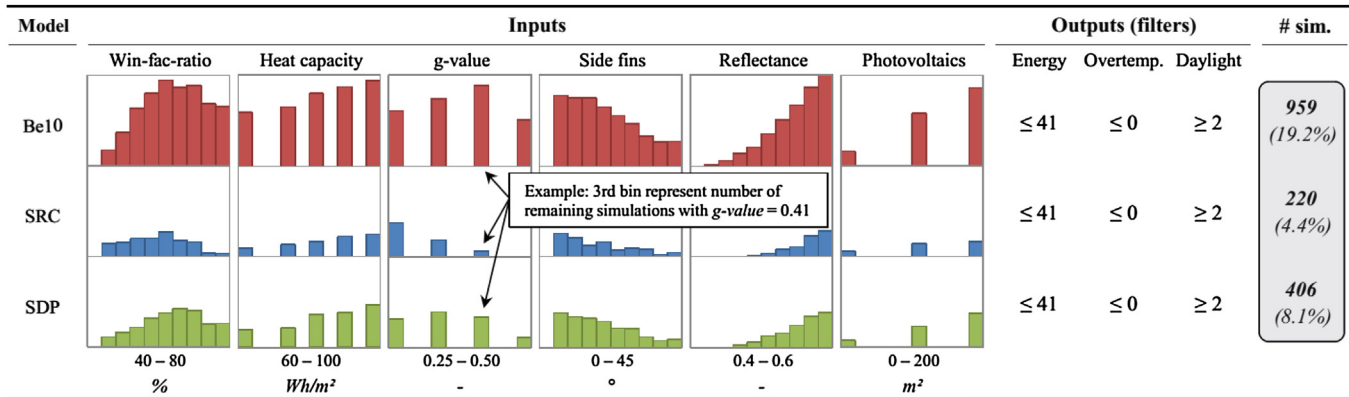 Model Inputs Outputs (filters) # sim.
Win-fac-ratio Heat capacity g-value Side fins Reflectance Photovoltaics Energy Overtemp. Daylight
Be10 ≤ 41 ≤ 0 ≥ 2 959
(19.2%)
Example: 3rd bin represent number of
remaining simulations with g-value = 0.41
SRC ≤ 41 ≤ 0 ≥ 2 220
(4.4%)
SDP ≤ 41 ≤ 0 ≥ 2 406
(8.1%)
40 – 80 60 – 100 0.25 – 0.50 0 – 45 0.4 – 0.6 0 – 200
% Wh/m² - ° - m²